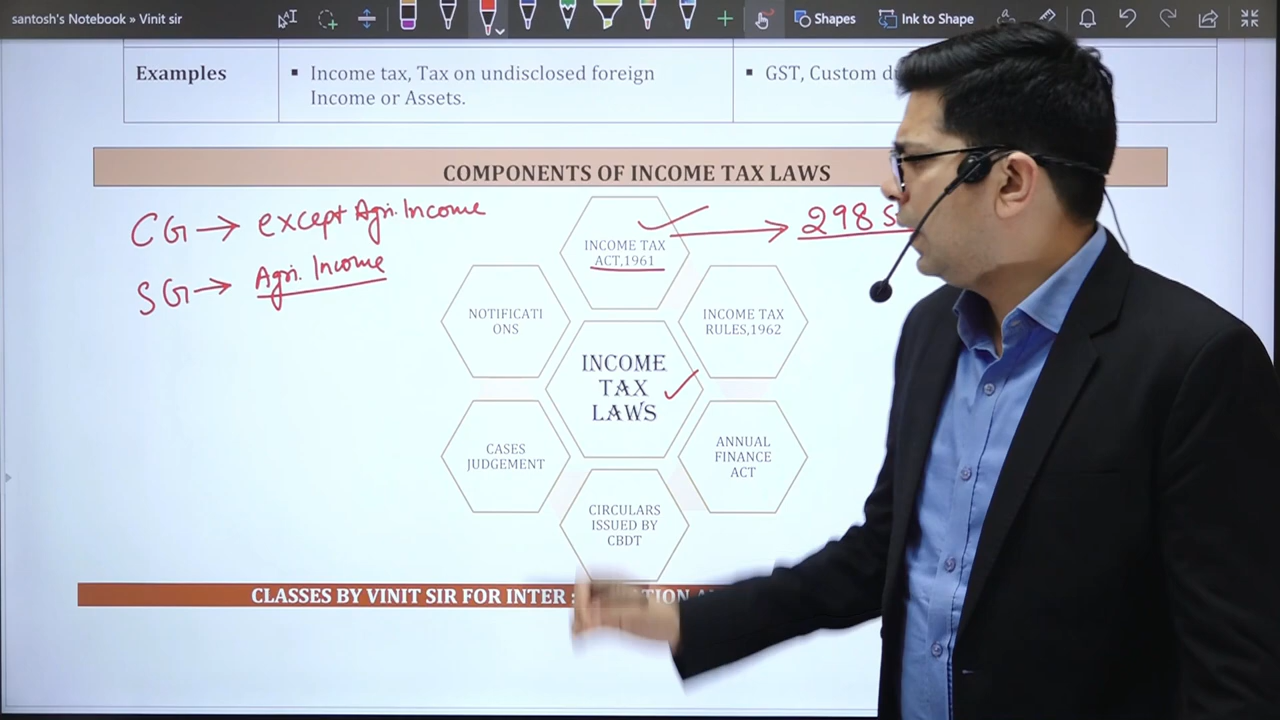 santosh's Notebook » Vinit sir
Shapes
Ink to Shape
Examples
▪ Income tax, Tax on undisclosed foreign
Income or Assets.
▪ GST, Custom
COMPONENTS OF INCOME TAX LAWS
CG → except Agri. Income
SG → Agri. Income
INCOME TAX
ACT,1961
→ 298 S
NOTIFICATI
ONS
INCOME TAX
RULES,1962
INCOME
TAX
LAWS
CASES
JUDGEMENT
ANNUAL
FINANCE
ACT
CIRCULARS
ISSUED BY
CBDT
CLASSES BY VINIT SIR FOR INTER :